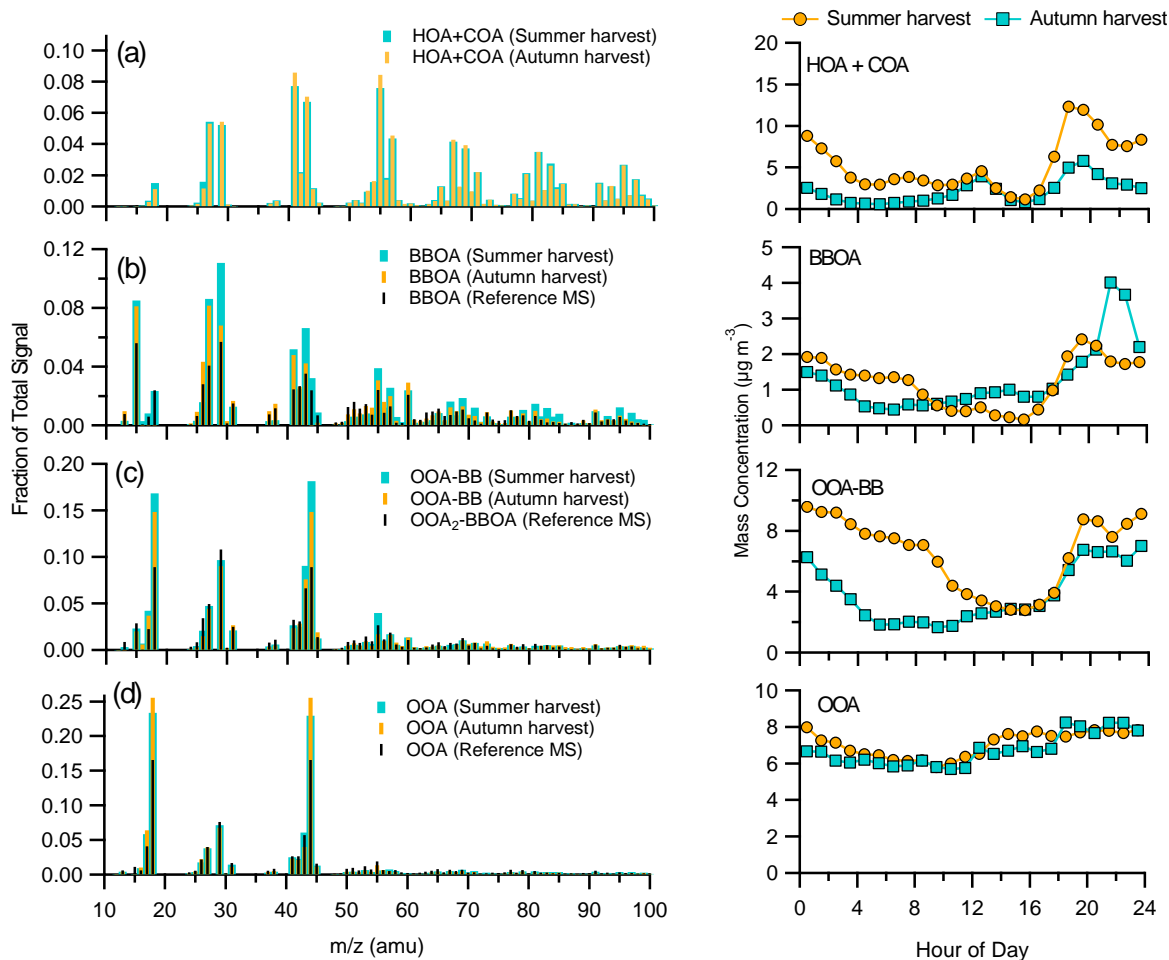 Summer harvest Autumn harvest
(a)
HOA+COA (Summer harvest)
HOA+COA (Autumn harvest)
0.10
0.08
0.06
0.04
0.02
0.00
HOA + COA
20
15
10
5
0
(b)
BBOA (Summer harvest)
BBOA (Autumn harvest)
BBOA (Reference MS)
0.12
0.08
0.04
0.00
BBOA
5
4
3
2
1
0
(c)
OOA-BB (Summer harvest)
OOA-BB (Autumn harvest)
OOA₂-BBOA (Reference MS)
0.20
0.15
0.10
0.05
0.00
OOA-BB
12
9
6
3
0
(d)
OOA (Summer harvest)
OOA (Autumn harvest)
OOA (Reference MS)
0.25
0.20
0.15
0.10
0.05
0.00
OOA
10
8
6
4
2
0
Fraction of Total Signal
Mass Concentration (µg m⁻³)
10 20 30 40 50 60 70 80 90 100
m/z (amu)
0 4 8 12 16 20 24
Hour of Day